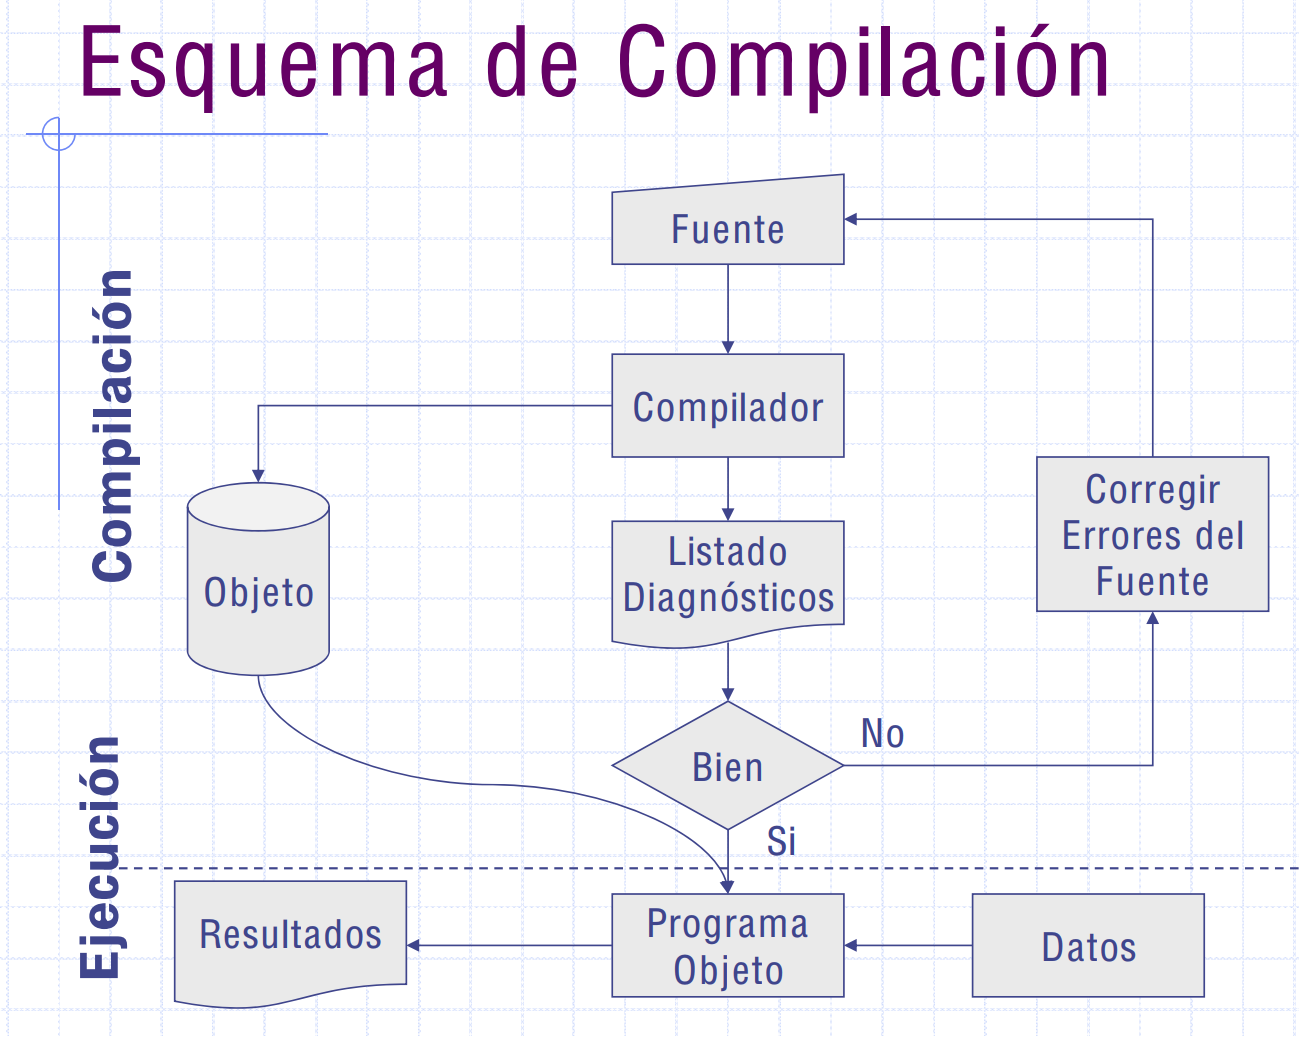 Esquema de Compilación
Compilación
Fuente
Compilador
Objeto
Listado
Diagnósticos
Corregir
Errores del
Fuente
Bien
No
Si
Ejecución
Resultados
Programa
Objeto
Datos